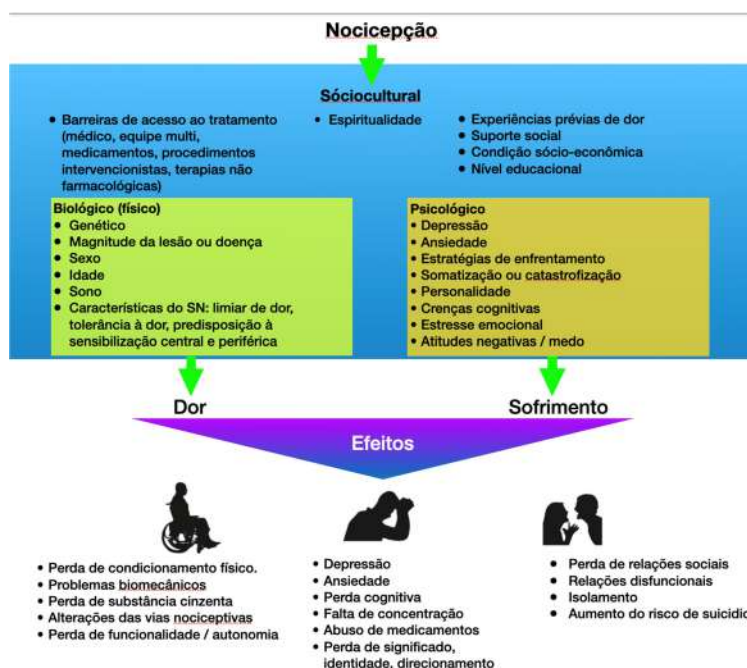 Nocicepção
Sóciocultural
• Barreiras de acesso ao tratamento
(médico, equipe multi,
medicamentos, procedimentos
intervencionistas, terapias não
farmacológicas)
• Espiritualidade
• Experiências prévias de dor
• Suporte social
• Condição sócio-econômica
• Nível educacional
Biológico (físico)
• Genético
• Magnitude da lesão ou doença
• Sexo
• Idade
• Sono
• Características do SN: limiar de dor,
tolerância à dor, predisposição à
sensibilização central e periférica
Psicológico
• Depressão
• Ansiedade
• Estratégias de enfrentamento
• Somatização ou catastrofização
• Personalidade
• Crenças cognitivas
• Estresse emocional
• Atitudes negativas / medo
Dor
Sofrimento
Efeitos
• Perda de condicionamento físico.
• Problemas biomecânicos
• Perda de substância cinzenta
• Alterações das vias nociceptivas
• Perda de funcionalidade / autonomia
• Depressão
• Ansiedade
• Perda cognitiva
• Falta de concentração
• Abuso de medicamentos
• Perda de significado,
identidade, direcionamento
• Perda de relações sociais
• Relações disfuncionais
• Isolamento
• Aumento do risco de suicidio